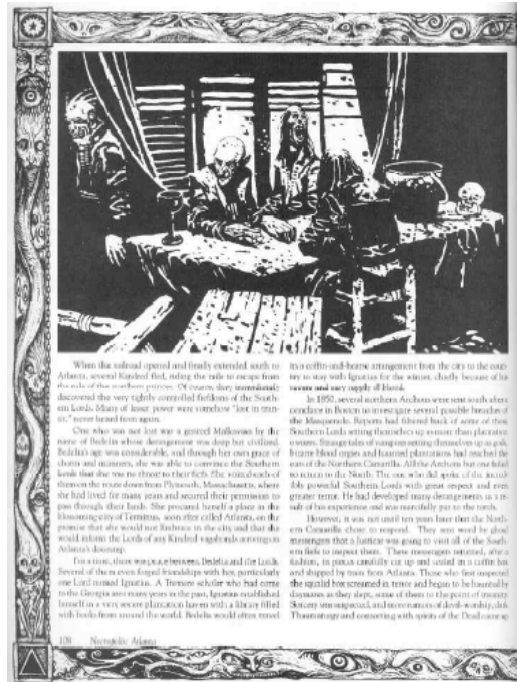 When the railroad opened and finally extended south to
Atlanta, several Kindred fled, riding the rails to escape from
the rule of the northern princes. Of course, they immediately
discovered the very tightly controlled fiefdoms of the South-
ern Lords. Many of lesser power were somehow "lost in tran-
sit," never heard from again.
One who was not lost was a genteel Malkavian by the
name of Bedelia whose derangement was deep but civilized.
Bedelia's age was considerable, and through her own grace of
charm and manners, she was able to convince the Southern
Lords that she was no threat to their fiefs. She visited each of
them on the route down from Plymouth, Massachusetts, where
she had lived for many years and secured their permission to
pass through their lands. She procured herself a place in the
blossoming city of Terminus, soon after called Atlanta, on the
promise that she would not Embrace in the city and that she
would inform the Lords of any Kindred vagabonds arriving on
Atlanta's doorstep.
For a time, there was peace between Bedelia and the Lords.
Several of them even forged friendships with her, particularly
one Lord named Ignatius. A Tremere scholar who had come
to the Georgia area many years in the past, Ignatius established
himself in a very secure plantation haven with a library filled
with books from around the world. Bedelia would often travel
in a coffin-and-hearse arrangement from the city to the coun-
try to stay with Ignatius for the winter, chiefly because of his
and easy supply of blood.
In 1850, several northern Archons were sent south after a
conclave in Boston to investigate several possible breaches of
the Masquerade. Reports had filtered back of some of these
Southern Lords setting themselves up as more than plantation
owners. Strange tales of vampires setting themselves up as gods,
bizarre blood orgies and haunted plantations had reached the
ears of the Northern Camarilla. All the Archons but one failed
to return to the North. The one who did spoke of the incred-
ibly powerful Southern Lords with great respect and even
greater terror. He had developed many derangements as a re-
sult of his experience and was mercifully put to the torch.
However, it was not until ten years later that the North-
ern Camarilla chose to respond. They sent word by ghoul
messengers that a Justicar was going to visit all of the South-
ern fiefs to inspect them. These messengers returned, after a
fashion, in pieces carefully cut up and sealed in a coffin box
and shipped by train from Atlanta. Those who first inspected
the box screamed in terror and began to be haunted by
daymares as they slept, some of them to the point of insanity.
Sorcery was suspected, and more rumors of devil-worship, dark
Thaumaturgy and consorting with spirits of the Dead came up
108 Necropolis: Atlanta